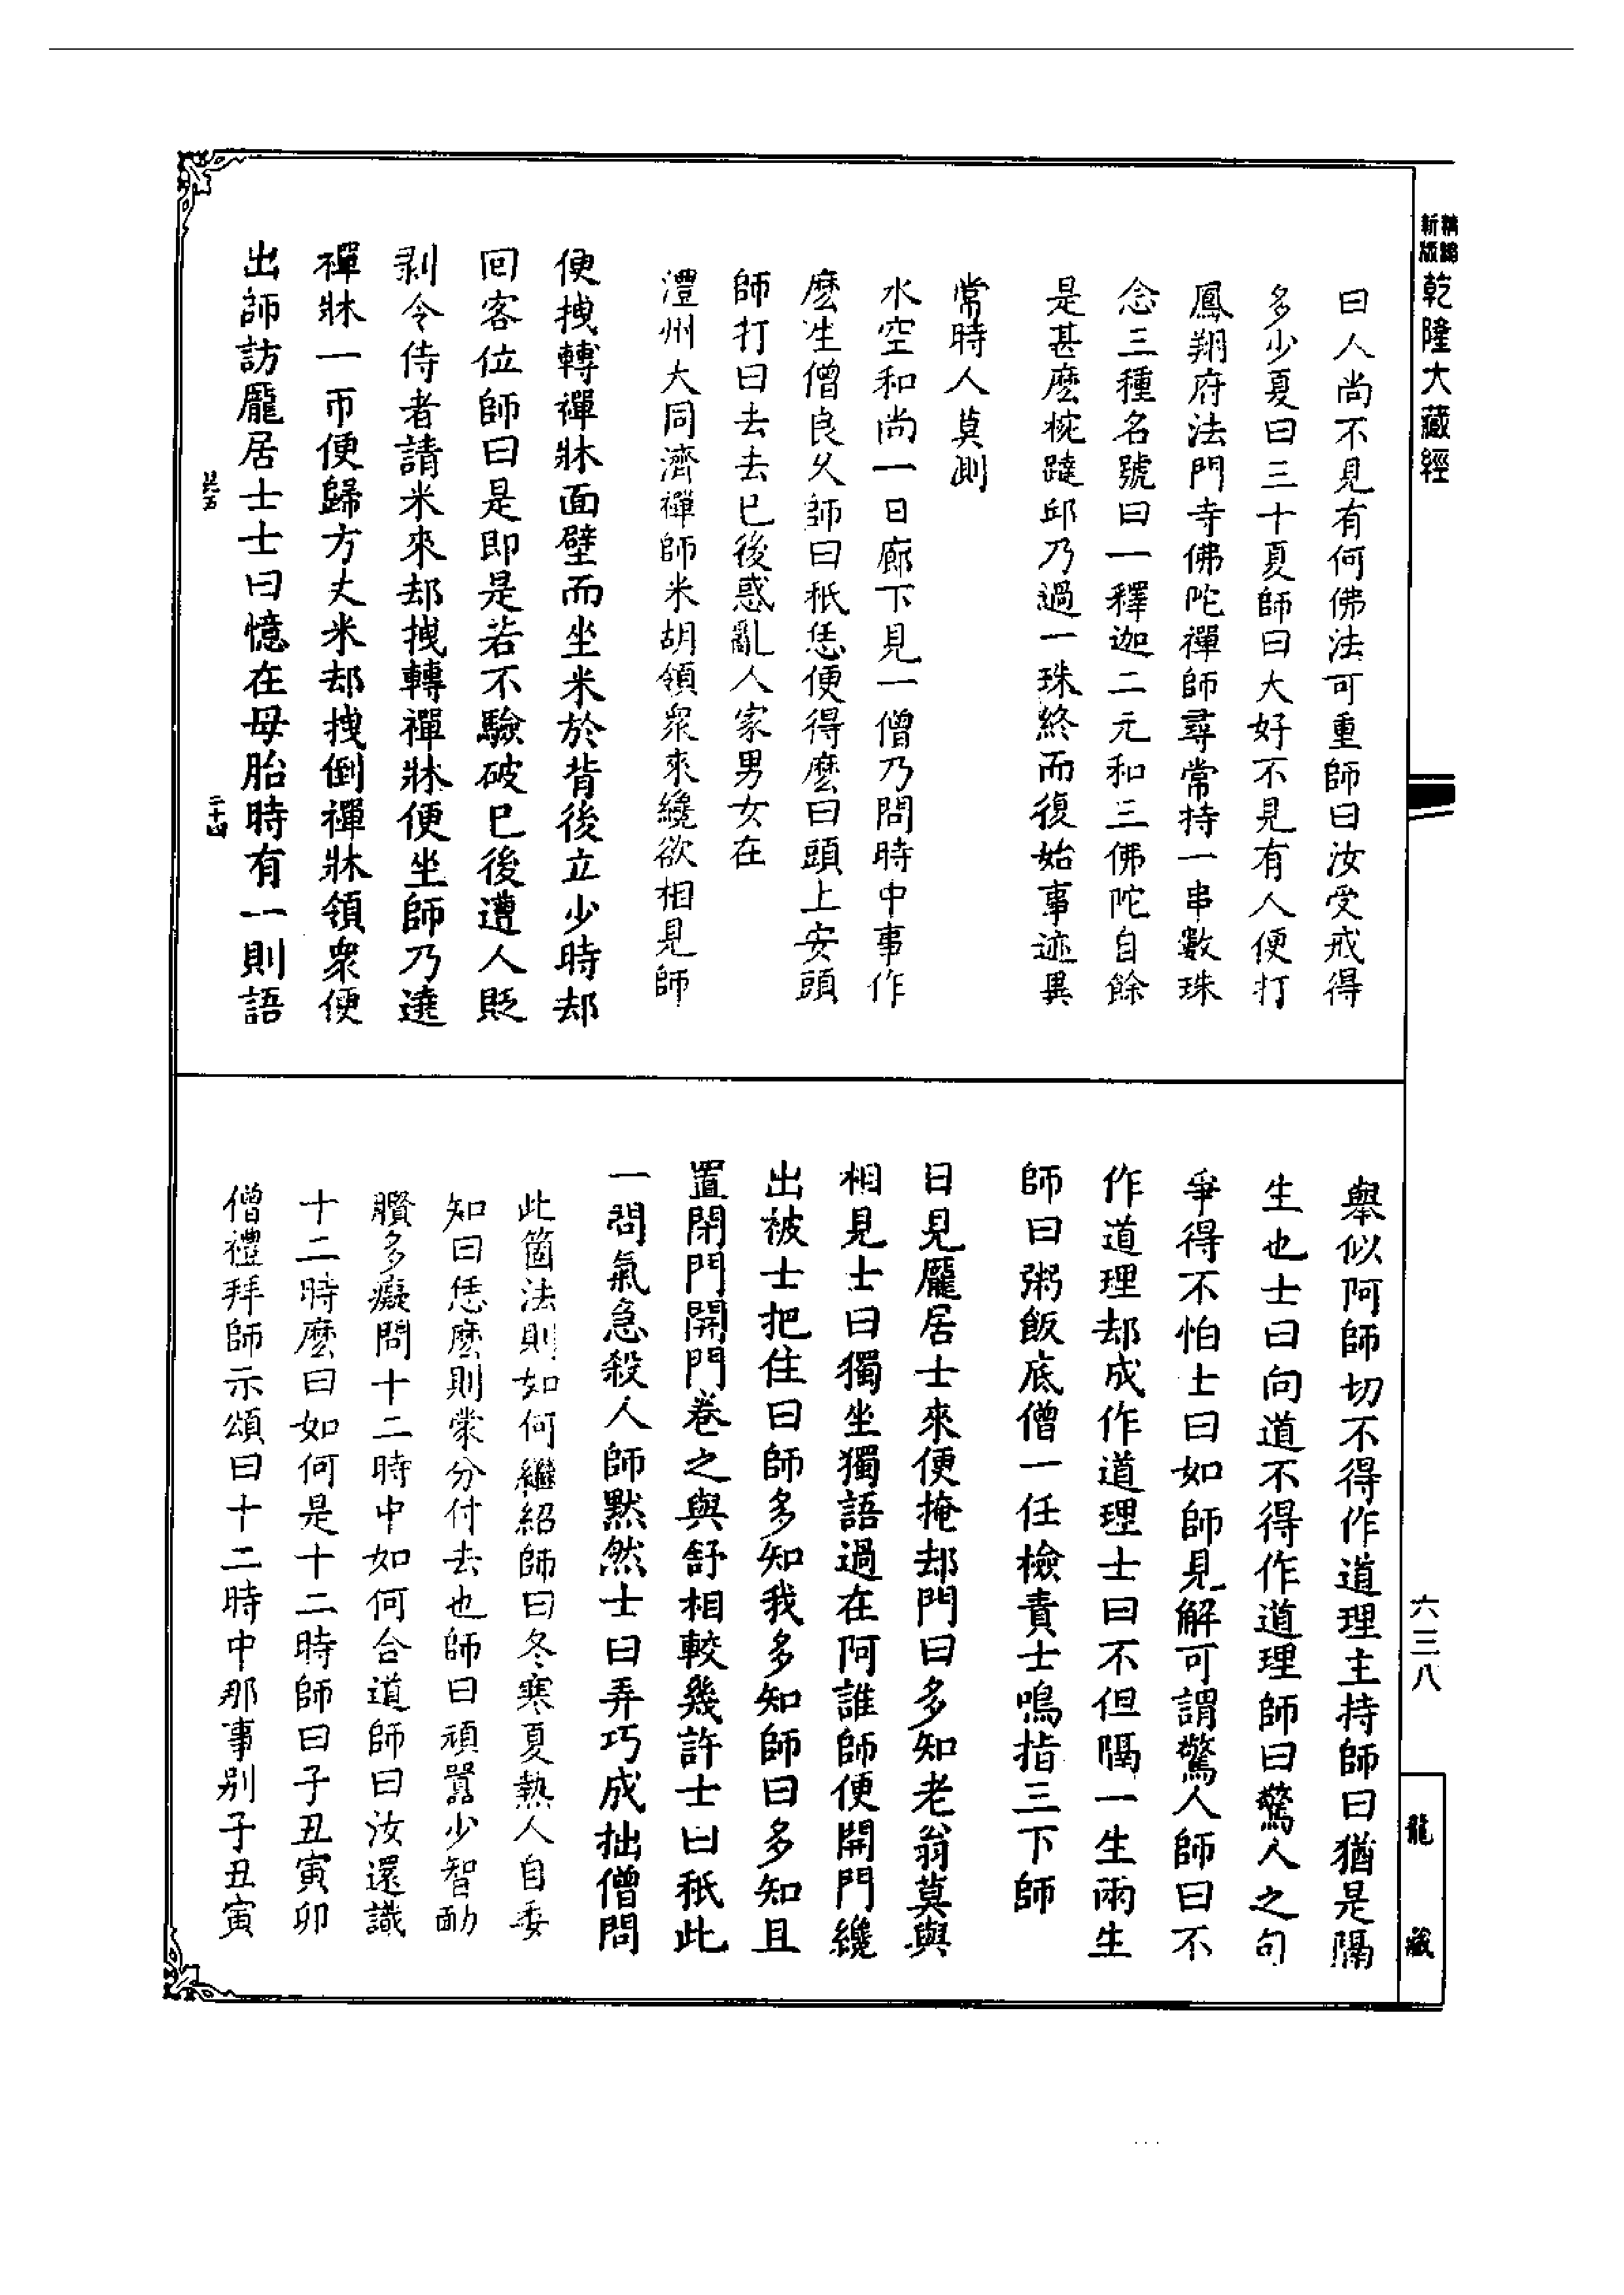 新版
精編
乾隆大藏經
曰人尚不見有何佛法可重師曰汝受戒得
多少夏曰三十夏師曰大好不見有人便打
鳳翔府法門寺佛陀禪師尋常持一串數珠
念三種名號曰一釋迦二元和三佛陀自餘
是甚麼椀躂邱乃過一珠終而復始事迹異
常時人莫測
水空和尚一日廊下見一僧乃問時中事作
麼生僧良久師曰秖恁便得麼曰頭上安頭
師打曰去去已後惑亂人家男女在
澧州大同濟禪師米胡領眾來纔欲相見師
便拽轉禪牀面壁而坐米於背後立少時却
回客位師曰是即是若不驗破已後遭人貶
剥令侍者請米來却拽轉禪牀便坐師乃遶
禪牀一帀便歸方丈米却拽倒禪牀領眾便
出師訪龐居士士曰憶在母胎時有一則語
二十四
舉似阿師切不得作道理主持師曰猶是隔
生也士曰向道不得作道理師曰驚人之句
爭得不怕士曰如師見解可謂驚人師曰不
作道理却成作道理士曰不但隔一生兩生
師曰粥飯底僧一任檢責士鳴指三下師
日見龐居士來便掩却門曰多知老翁莫與
相見士曰獨坐獨語過在阿誰師便開門纔
出被士把住曰師多知我多知師曰多知且
置閉門開門卷之與舒相較幾許士曰秖此
一問氣急殺人師默然士曰弄巧成拙僧問
此箇法則如何繼紹師曰冬寒夏熱人自委
知曰恁麼則蒙分付去也師曰頑嚚少智勔
臢多癡問十二時中如何合道師曰汝還識
十二時麼曰如何是十二時師曰子丑寅卯
僧禮拜師示頌曰十二時中那事別子丑寅
六三八
龍藏